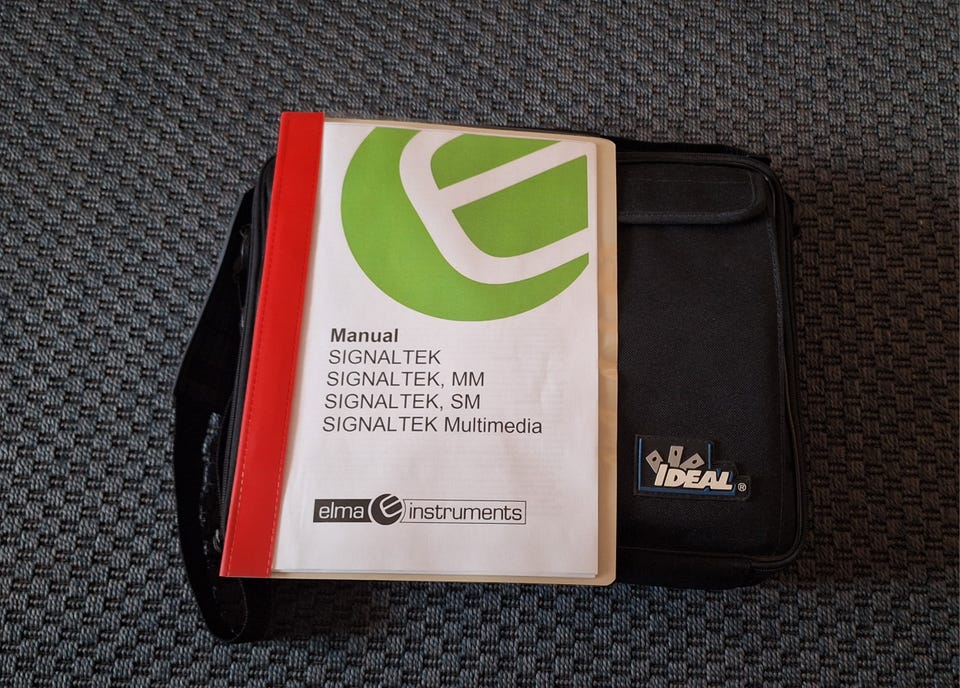 Manual
SIGNALTEK
SIGNALTEK, MM
SIGNALTEK, SM
SIGNALTEK Multimedia
elma e instruments
IDEAL®